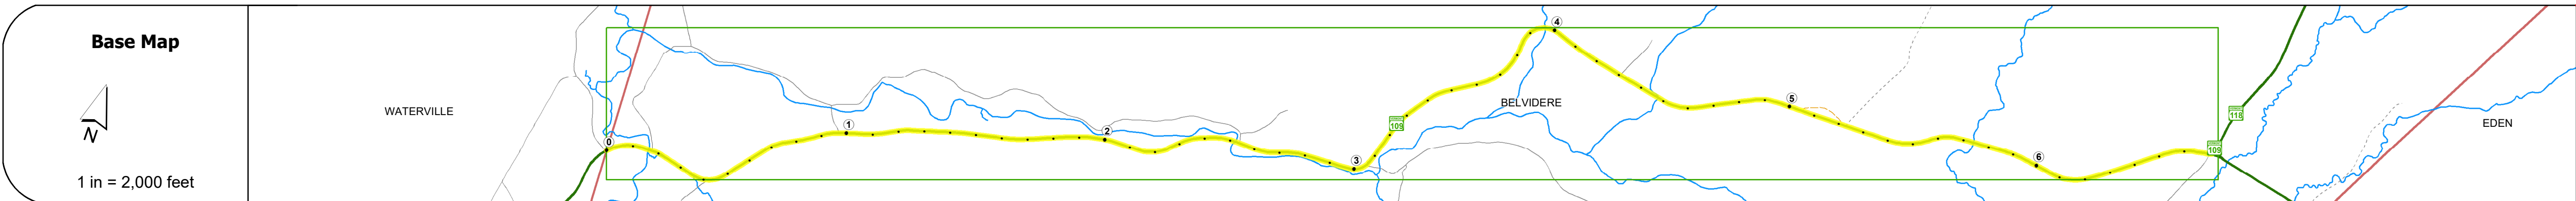 Base Map
N
1 in = 2,000 feet
WATERVILLE
0
1
2
3
109
4
BELVIDERE
5
6
109
118
EDEN